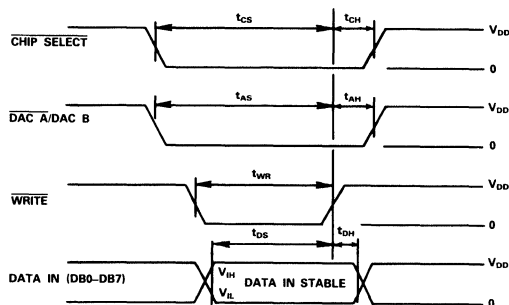 tCS
tCH
CHIP SELECT
VDD
0
tAS
tAH
DAC A/DAC B
VDD
0
tWR
WRITE
VDD
0
tDS
tDH
DATA IN (DB0–DB7)
VIH
VIL
DATA IN STABLE
VDD
0